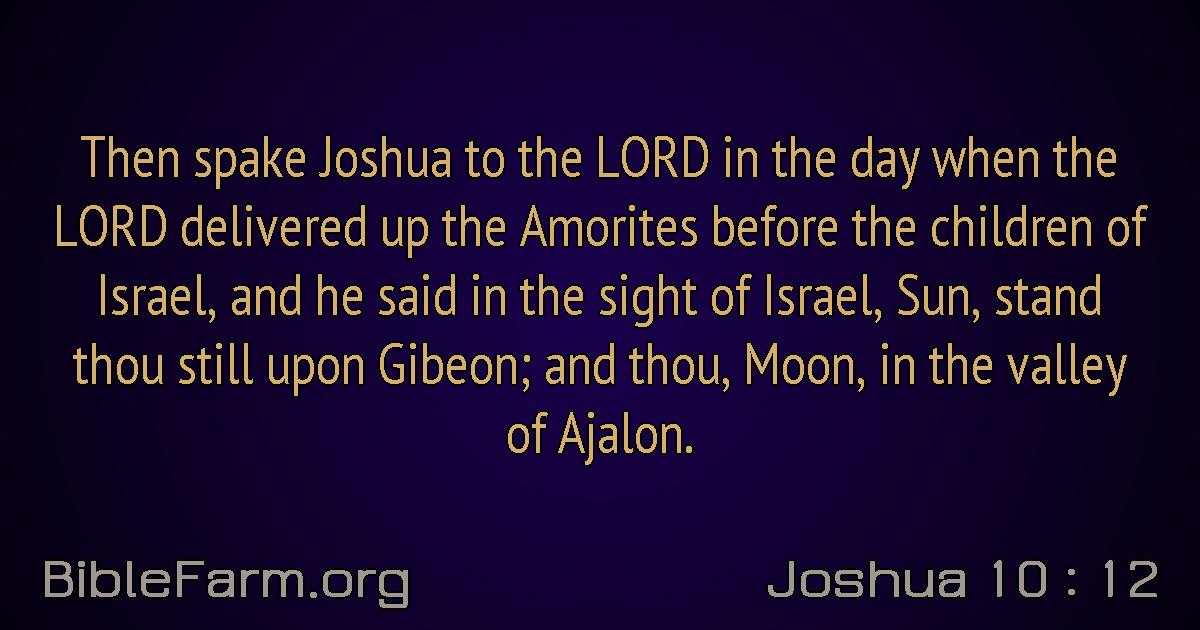 Then spake Joshua to the LORD in the day when the
LORD delivered up the Amorites before the children of
Israel, and he said in the sight of Israel, Sun, stand
thou still upon Gibeon; and thou, Moon, in the valley
of Ajalon.
BibleFarm.org
Joshua 10 : 12